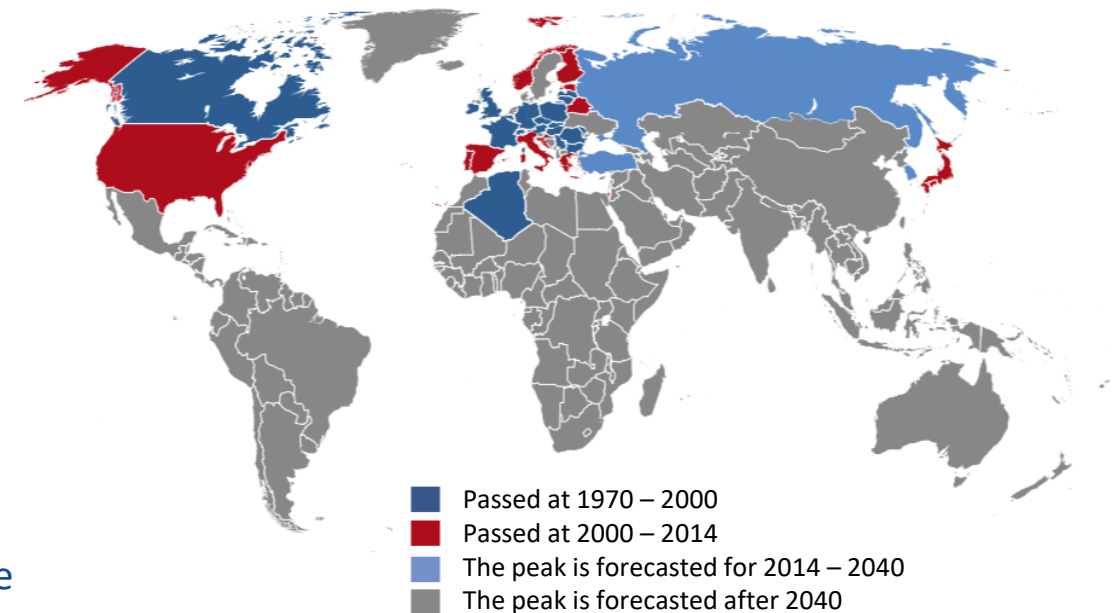 Passed at 1970 – 2000
Passed at 2000 – 2014
The peak is forecasted for 2014 – 2040
e
The peak is forecasted after 2040